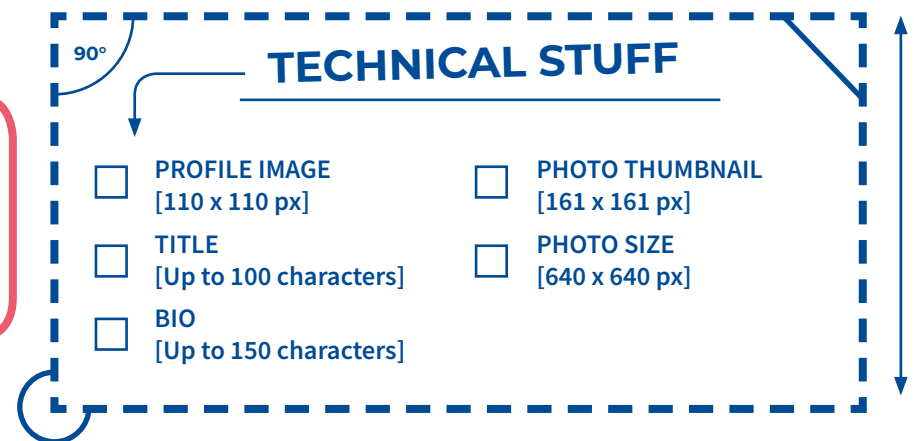 90°
TECHNICAL STUFF
PROFILE IMAGE
[110 x 110 px]
TITLE
[Up to 100 characters]
BIO
[Up to 150 characters]
PHOTO THUMBNAIL
[161 x 161 px]
PHOTO SIZE
[640 x 640 px]